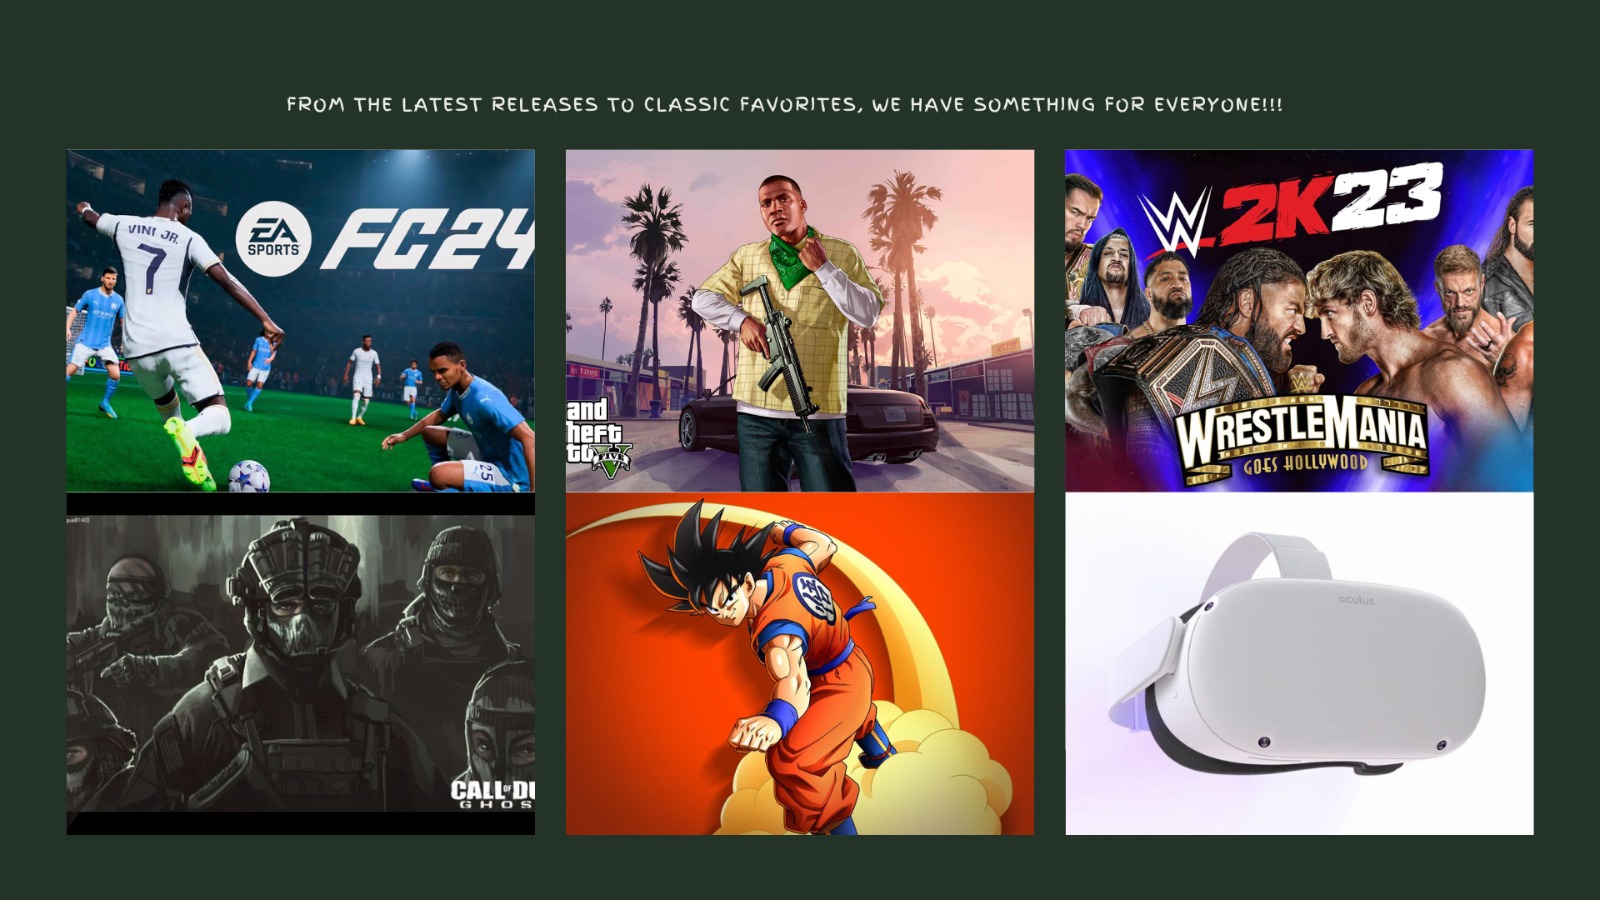 FROM THE LATEST RELEASES TO CLASSIC FAVORITES, WE HAVE SOMETHING FOR EVERYONE!!!
VINI JR.
7
EA
SPORTS
FC24
25
and
heft
to
FIVE
V
W 2K23
WRESTLEMANIA
GOES HOLLYWOOD
CALL OF DU
GHOS
oculus